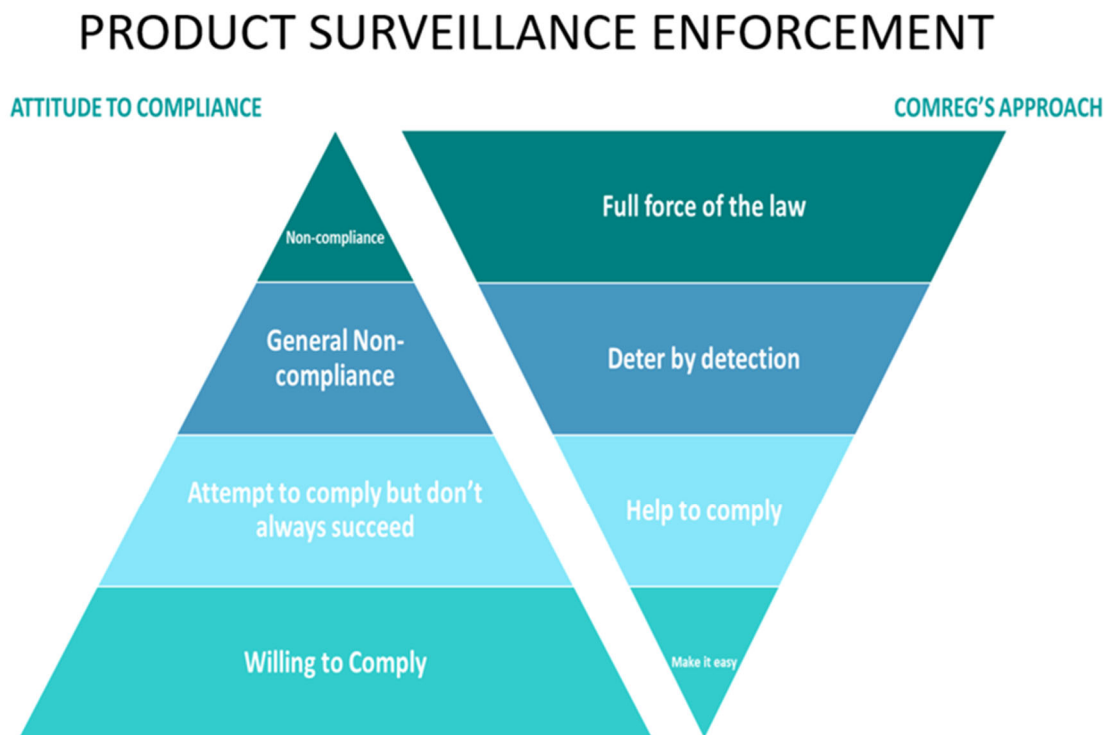 PRODUCT SURVEILLANCE ENFORCEMENT
ATTITUDE TO COMPLIANCE
COMREG'S APPROACH
Non-compliance
General Non-
compliance
Attempt to comply but don't
always succeed
Willing to Comply
Full force of the law
Deter by detection
Help to comply
Make it easy